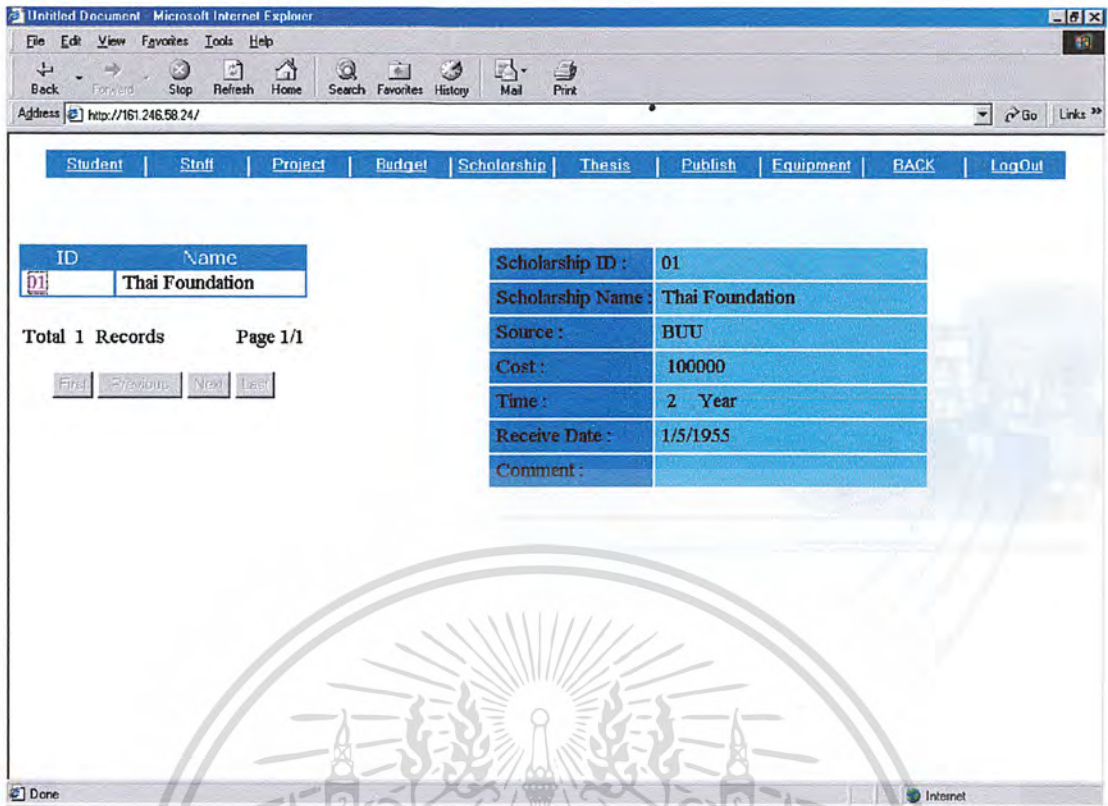 Untitled Document - Microsoft Internet Explorer
File Edit View Favorites Tools Help
Back Forward Stop Refresh Home Search Favorites History Mail Print
Address http://161.246.58.24/ Go Links »
Student | Staff | Project | Budget | Scholarship | Thesis | Publish | Equipment | BACK | LogOut
ID Name
01 Thai Foundation
Total 1 Records Page 1/1
First Previous Next Last
Scholarship ID : 01
Scholarship Name : Thai Foundation
Source : BUU
Cost : 100000
Time : 2 Year
Receive Date : 1/5/1955
Comment :
Done Internet